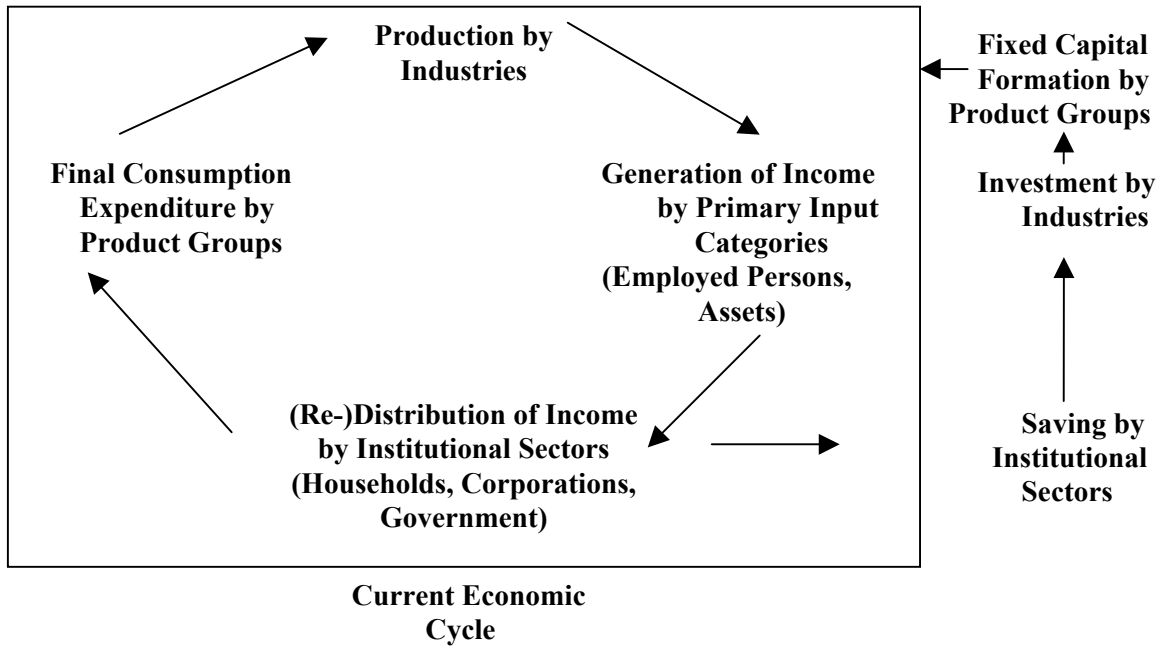 Production by
Industries
Fixed Capital
Formation by
Product Groups
Final Consumption
Expenditure by
Product Groups
Generation of Income
by Primary Input
Categories
(Employed Persons,
Assets)
Investment by
Industries
(Re-)Distribution of Income
by Institutional Sectors
(Households, Corporations,
Government)
Saving by
Institutional
Sectors
Current Economic
Cycle